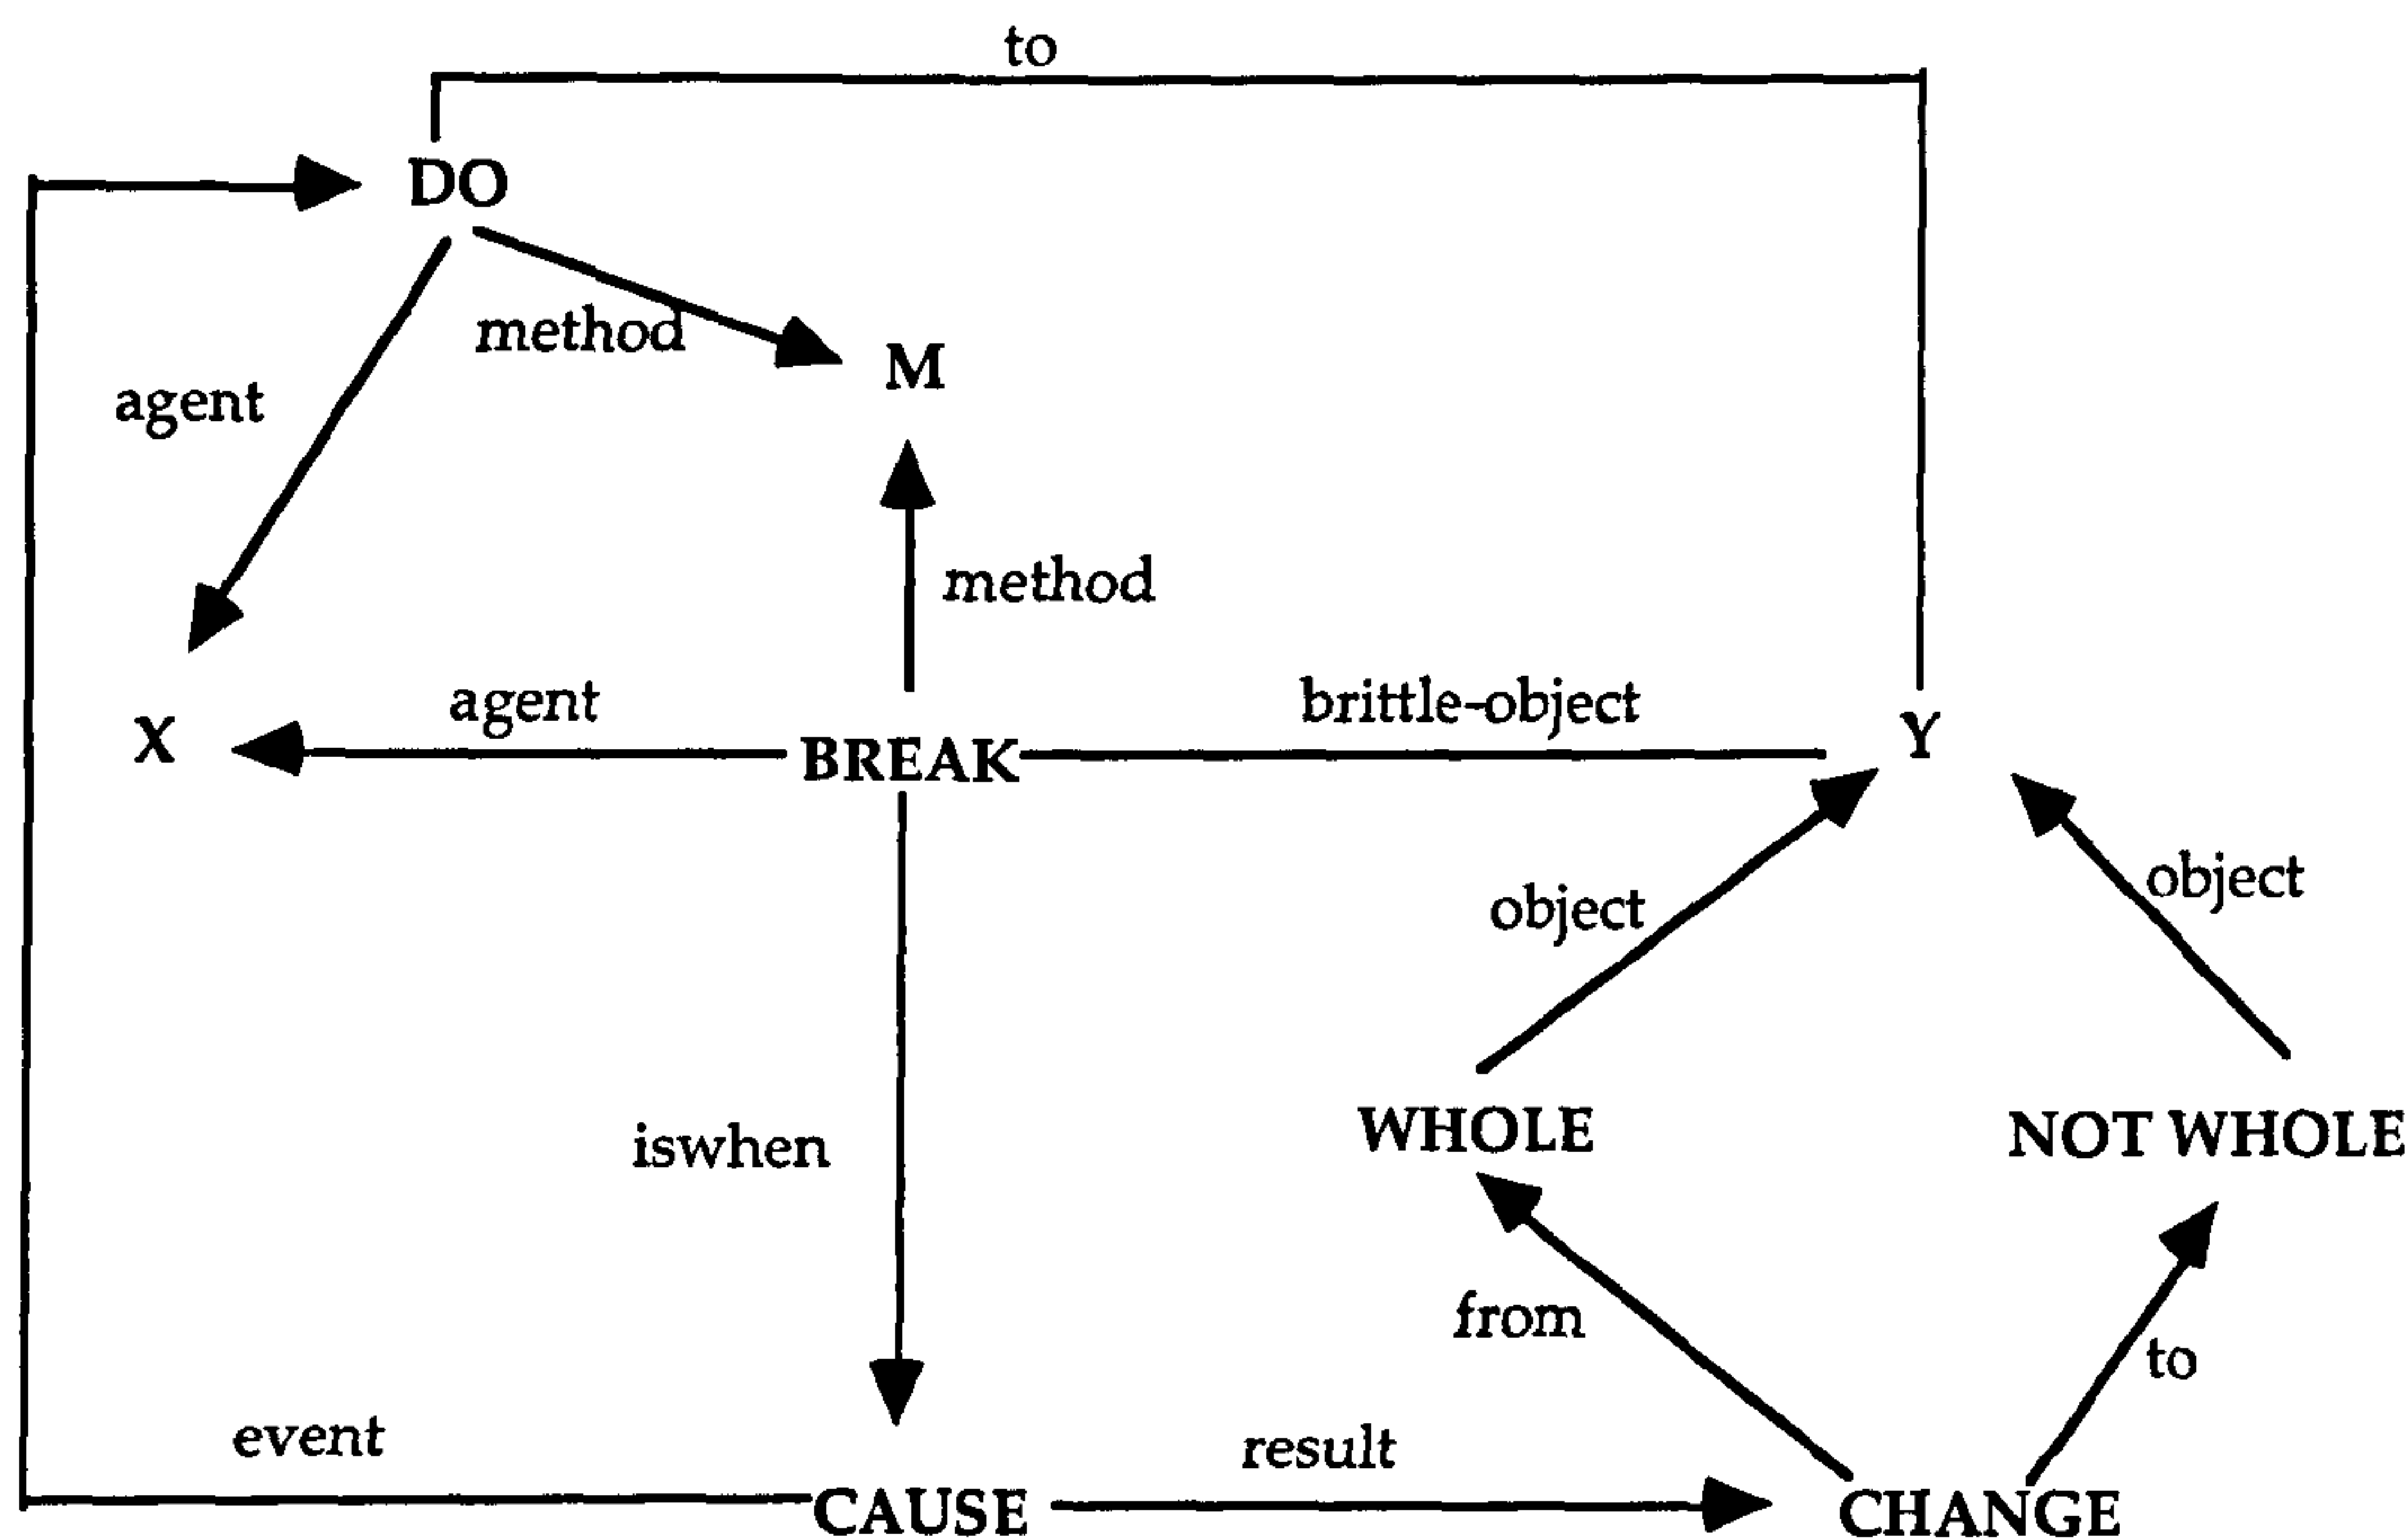 to
DO
method
M
agent
method
agent
brittle-object
X
BREAK
Y
object
object
iswhen
WHOLE
NOT WHOLE
from
to
event
result
CAUSE
CHANGE